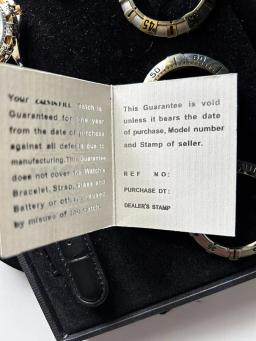 Your watch is
Guaranteed for one year
from the date of purchase
against all defects due to
manufacturing. This Guarantee
does not cover the Watch's
Bracelet, Strap, Glass and
Battery or others caused
by misuse of the watch.
This Guarantee is void
unless it bears the date
of purchase, Model number
and Stamp of seller.
REF NO:
PURCHASE DT:
DEALER'S STAMP
45
50